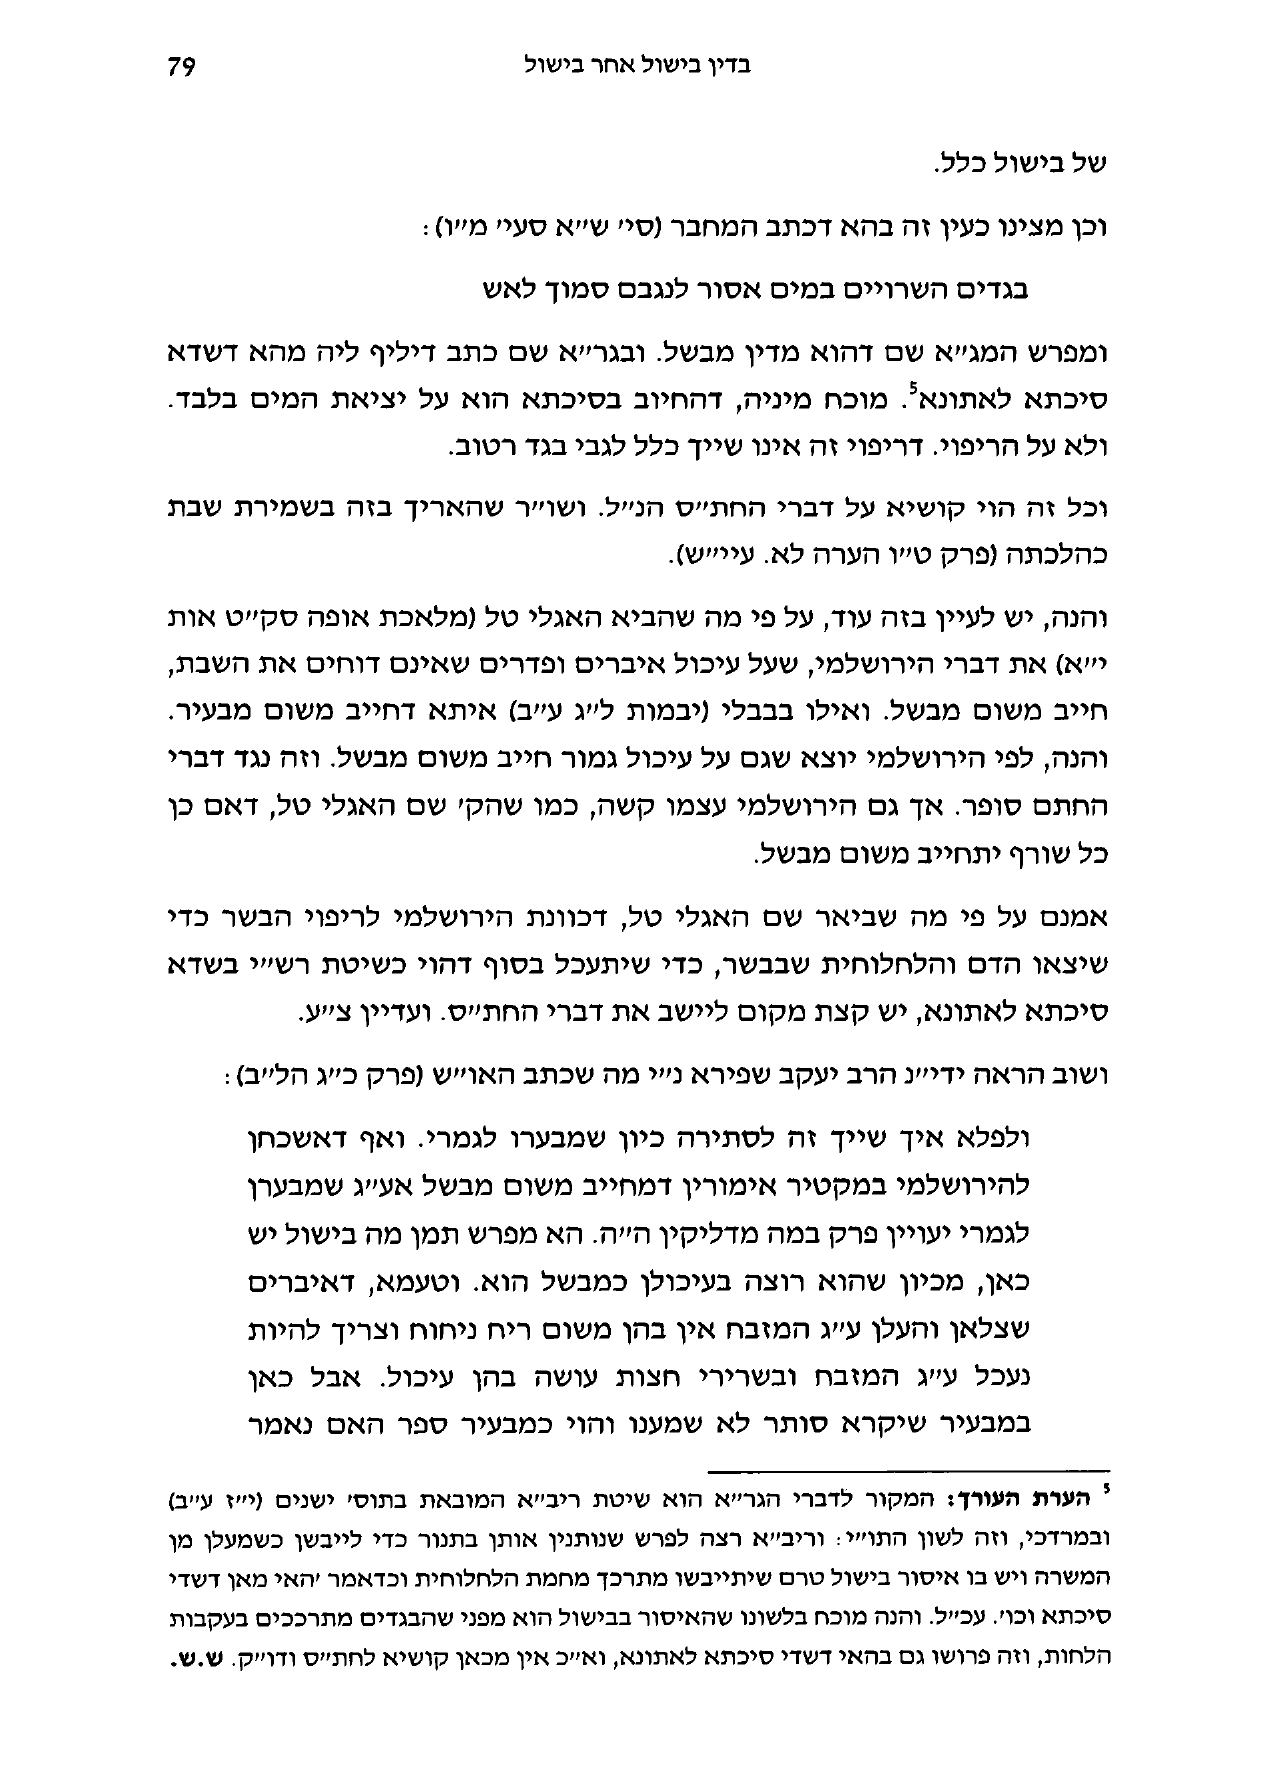 בדין בישול אחר בישול 79
של בישול כלל.
וכן מצינו כעין זה בהא דכתב המחבר (סי׳ ש״א סעי׳ מ״ו):
בגדים השרויים במים אסור לנגבם סמוך לאש
ומפרש המג״א שם דהוא מדין מבשל. ובגר״א שם כתב דיליף ליה מהא דשדא
סיכתא לאתונא⁵. מוכח מיניה, דהחיוב בסיכתא הוא על יציאת המים בלבד.
ולא על הריפוי. דריפוי זה אינו שייך כלל לגבי בגד רטוב.
וכל זה הוי קושיא על דברי החת״ס הנ״ל. ושו״ר שהאריך בזה בשמירת שבת
כהלכתה (פרק ט״ו הערה לא. עיי״ש).
והנה, יש לעיין בזה עוד, על פי מה שהביא האגלי טל (מלאכת אופה סק״ט אות
י״א) את דברי הירושלמי, שעל עיכול איברים ופדרים שאינם דוחים את השבת,
חייב משום מבשל. ואילו בבבלי (יבמות ל״ג ע״ב) איתא דחייב משום מבעיר.
והנה, לפי הירושלמי יוצא שגם על עיכול גמור חייב משום מבשל. וזה נגד דברי
החתם סופר. אך גם הירושלמי עצמו קשה, כמו שהק׳ שם האגלי טל, דאם כן
כל שורף יתחייב משום מבשל.
אמנם על פי מה שביאר שם האגלי טל, דכוונת הירושלמי לריפוי הבשר כדי
שיצאו הדם והלחלוחית שבבשר, כדי שיתעכל בסוף דהוי כשיטת רש״י בשדא
סיכתא לאתונא, יש קצת מקום ליישב את דברי החת״ס. ועדיין צ״ע.
ושוב הראה ידי״נ הרב יעקב שפירא נ״י מה שכתב האו״ש (פרק כ״ג הל״ב):
ולפלא איך שייך זה לסתירה כיון שמבערו לגמרי. ואף דאשכחן
להירושלמי במקטיר אימורין דמחייב משום מבשל אע״ג שמבערן
לגמרי יעויין פרק במה מדליקין ה״ה. הא מפרש תמן מה בישול יש
כאן, מכיון שהוא רוצה בעיכולן כמבשל הוא. וטעמא, דאיברים
שצלאן והעלן ע״ג המזבח אין בהן משום ריח ניחוח וצריך להיות
נעכל ע״ג המזבח ובשרירי חצות עושה בהן עיכול. אבל כאן
במבעיר שיקרא סותר לא שמענו והוי כמבעיר ספר האם נאמר
⁵ הערת העורך: המקור לדברי הגר״א הוא שיטת ריב״א המובאת בתוס׳ ישנים (י״ז ע״ב)
ובמרדכי, וזה לשון התו״י: וריב״א רצה לפרש שנותנין אותן בתנור כדי לייבשן כשמעלן מן
המשרה ויש בו איסור בישול טרם שיתייבשו מתרכך מחמת הלחלוחית וכדאמר ׳האי מאן דשדי
סיכתא וכו׳. עכ״ל. והנה מוכח בלשונו שהאיסור בבישול הוא מפני שהבגדים מתרככים בעקבות
הלחות, וזה פרושו גם בהאי דשדי סיכתא לאתונא, וא״כ אין מכאן קושיא לחת״ס ודו״ק. ש.ש.